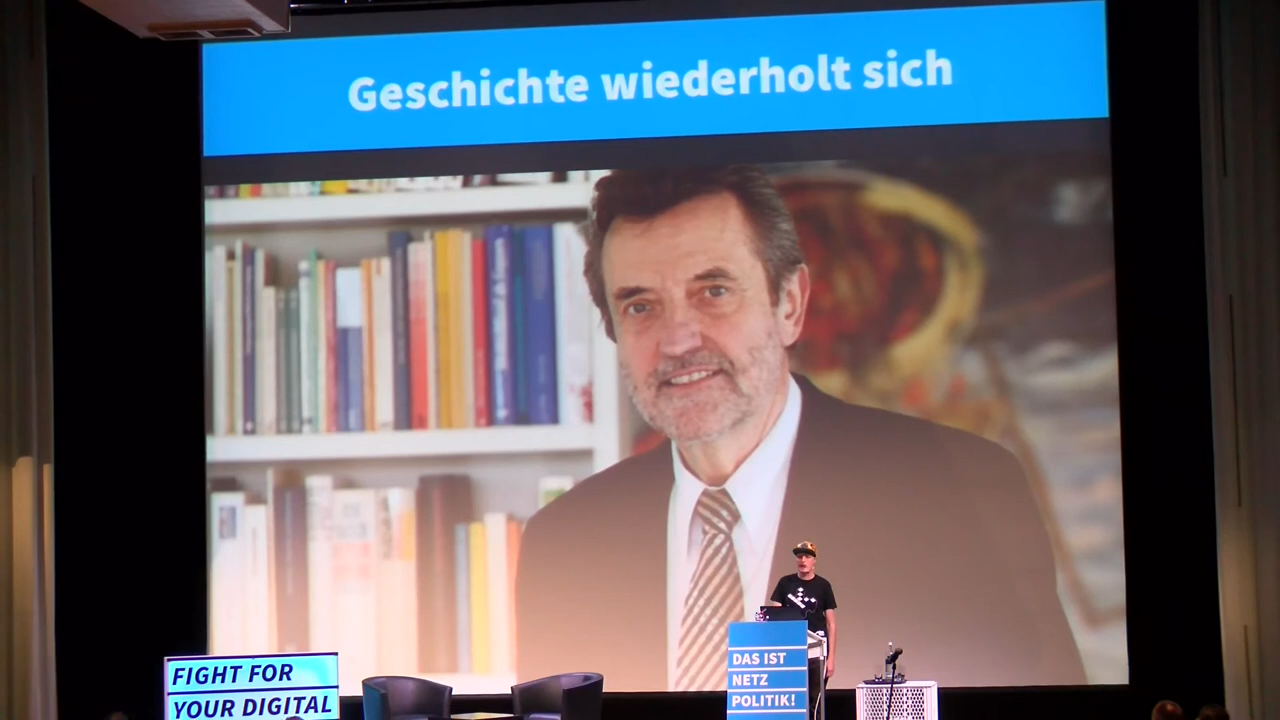 Geschichte wiederholt sich
FIGHT FOR
YOUR DIGITAL
DAS IST
NETZ
POLITIK!